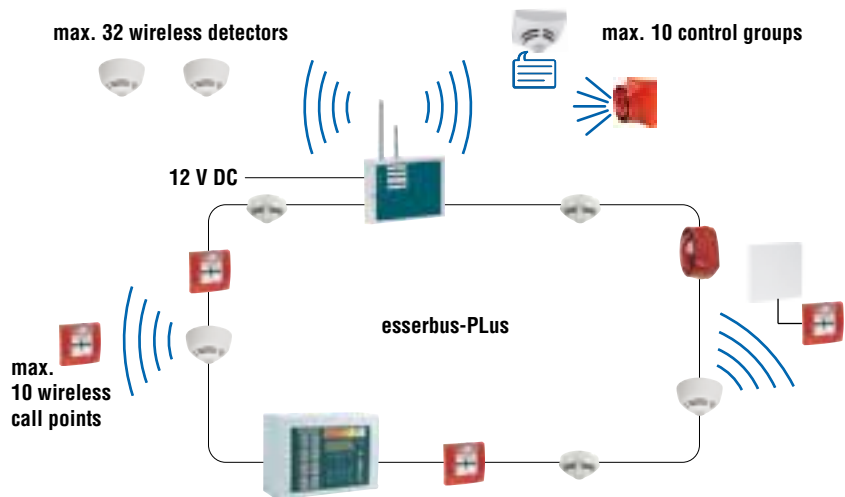 max. 32 wireless detectors
max. 10 control groups
12 V DC
esserbus-PLus
max.
10 wireless
call points